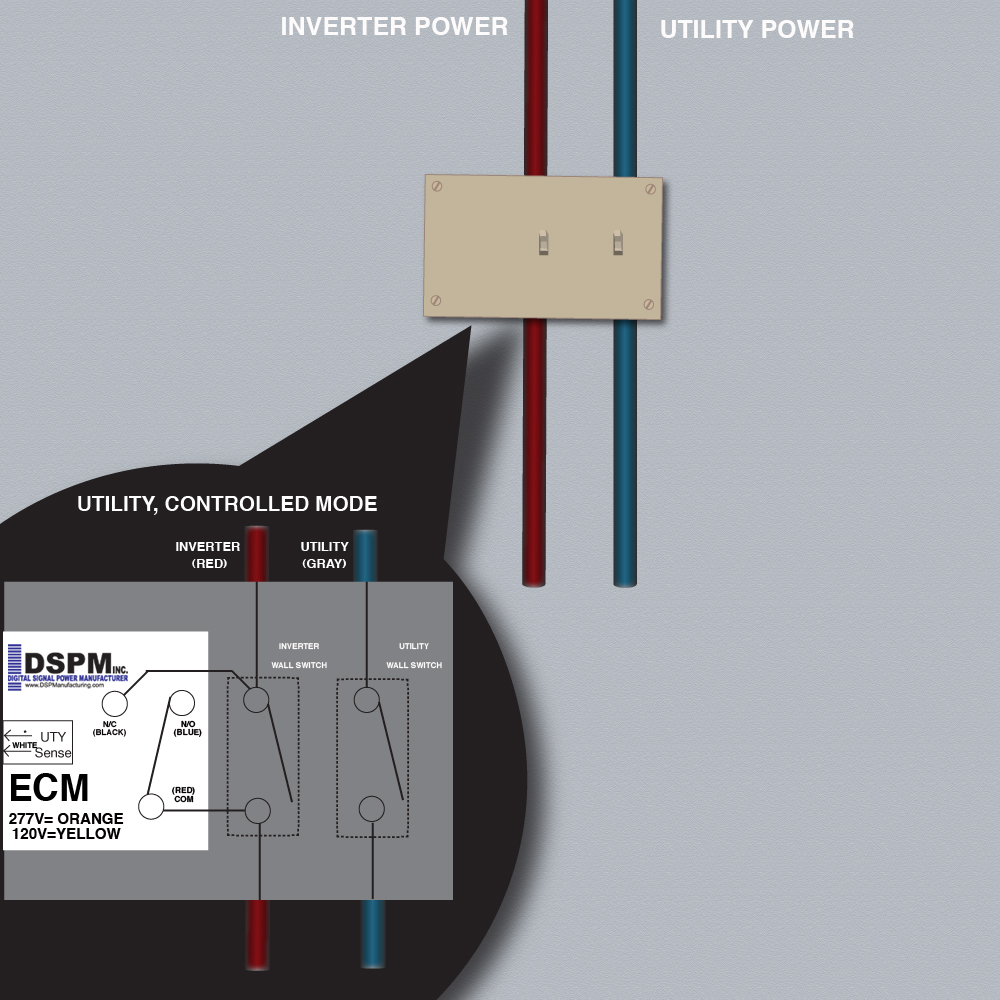 INVERTER POWER
UTILITY POWER
UTILITY, CONTROLLED MODE
INVERTER
(RED)
UTILITY
(GRAY)
INVERTER
WALL SWITCH
UTILITY
WALL SWITCH
DSPM INC.
DIGITAL SIGNAL POWER MANUFACTURER
www.DSPManufacturing.com
N/C
(BLACK)
N/O
(BLUE)
UTY
WHITE
Sense
(RED)
COM
ECM
277V= ORANGE
120V=YELLOW